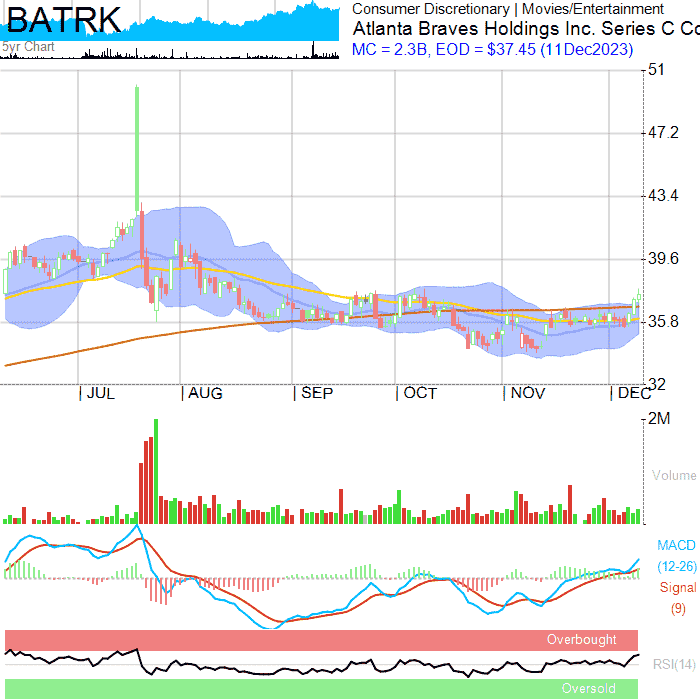 BATRK
5yr Chart
Consumer Discretionary | Movies/Entertainment
Atlanta Braves Holdings Inc. Series C Co
MC = 2.3B, EOD = $37.45 (11Dec2023)
51
47.2
43.4
39.6
35.8
32
| JUL | AUG | SEP | OCT | NOV | DEC
2M
Volume
MACD
(12-26)
Signal
(9)
Overbought
RSI(14)
Oversold